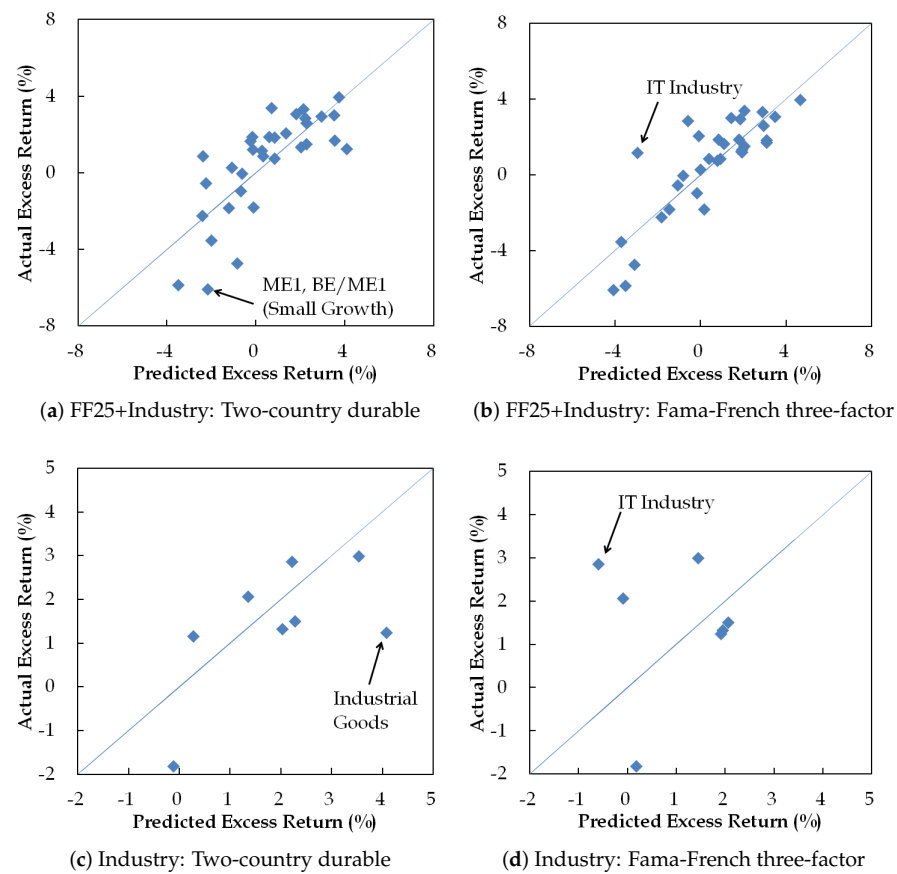 8
4
0
-4
-8
Actual Excess Return (%)
ME1, BE/ME1
(Small Growth)
-8 -4 0 4 8
Predicted Excess Return (%)
(a) FF25+Industry: Two-country durable
8
4
0
-4
-8
Actual Excess Return (%)
IT Industry
-8 -4 0 4 8
Predicted Excess Return (%)
(b) FF25+Industry: Fama-French three-factor
5
4
3
2
1
0
-1
-2
Actual Excess Return (%)
Industrial
Goods
-2 -1 0 1 2 3 4 5
Predicted Excess Return (%)
(c) Industry: Two-country durable
5
4
3
2
1
0
-1
-2
Actual Excess Return (%)
IT Industry
-2 -1 0 1 2 3 4 5
Predicted Excess Return (%)
(d) Industry: Fama-French three-factor